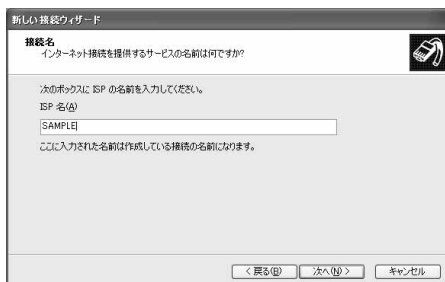 新しい接続ウィザード
接続名
インターネット接続を提供するサービスの名前は何ですか?
次のボックスに ISP の名前を入力してください。
ISP 名(A)
SAMPLE
ここに入力された名前は作成している接続の名前になります。
< 戻る(B) 次へ(N) > キャンセル